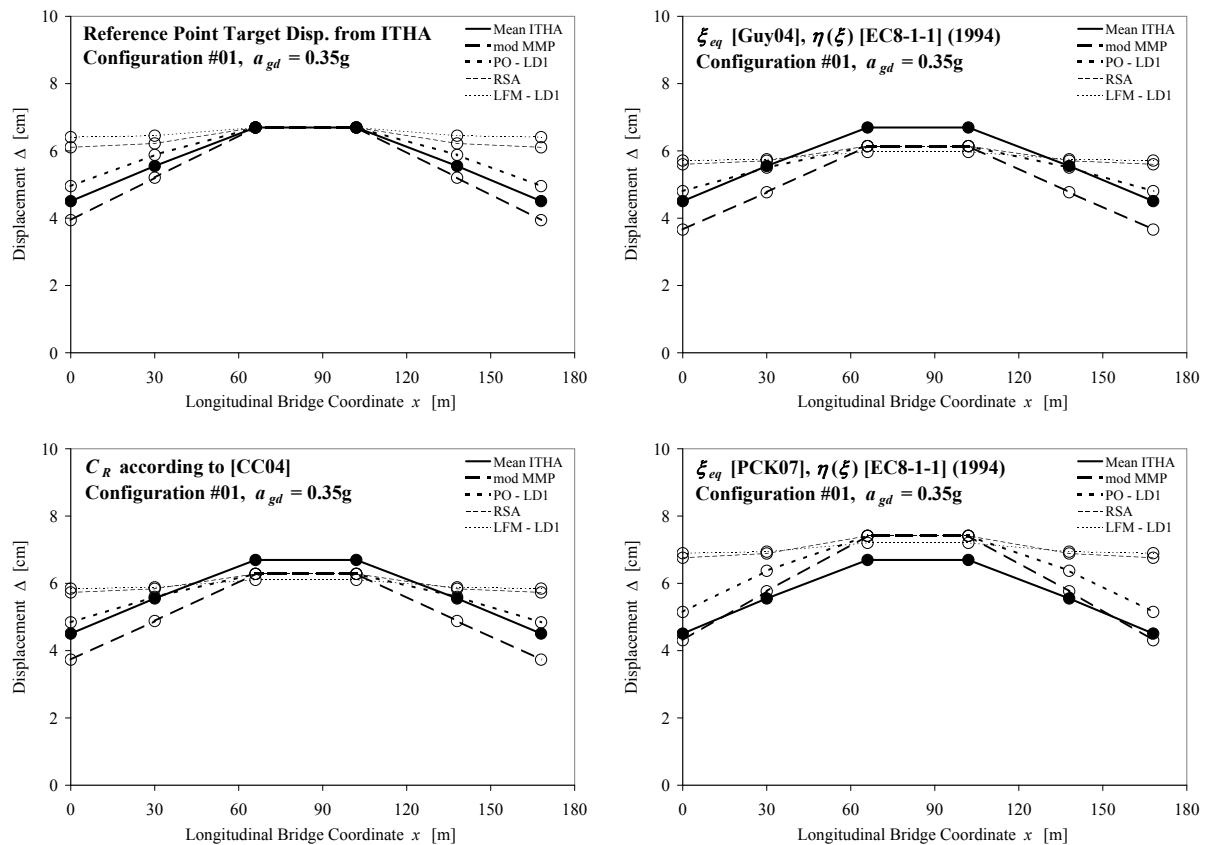 Reference Point Target Disp. from ITHA
Configuration #01, a gd = 0.35g
Mean ITHA
mod MMP
PO - LD1
RSA
LFM - LD1
10
8
6
4
2
0
Displacement Δ [cm]
0 30 60 90 120 150 180
Longitudinal Bridge Coordinate x [m]
ξ eq [Guy04], η(ξ) [EC8-1-1] (1994)
Configuration #01, a gd = 0.35g
Mean ITHA
mod MMP
PO - LD1
RSA
LFM - LD1
10
8
6
4
2
0
Displacement Δ [cm]
0 30 60 90 120 150 180
Longitudinal Bridge Coordinate x [m]
C R according to [CC04]
Configuration #01, a gd = 0.35g
Mean ITHA
mod MMP
PO - LD1
RSA
LFM - LD1
10
8
6
4
2
0
Displacement Δ [cm]
0 30 60 90 120 150 180
Longitudinal Bridge Coordinate x [m]
ξ eq [PCK07], η(ξ) [EC8-1-1] (1994)
Configuration #01, a gd = 0.35g
Mean ITHA
mod MMP
PO - LD1
RSA
LFM - LD1
10
8
6
4
2
0
Displacement Δ [cm]
0 30 60 90 120 150 180
Longitudinal Bridge Coordinate x [m]